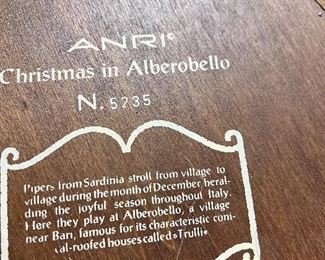 ANRI®
Christmas in Alberobello
N. 5235
Pipers from Sardinia stroll from village to
village during the month of December heral-
ding the joyful season throughout Italy.
Here they play at Alberobello, a village
near Bari, famous for its characteristic coni-
cal-roofed houses called »Trulli«.